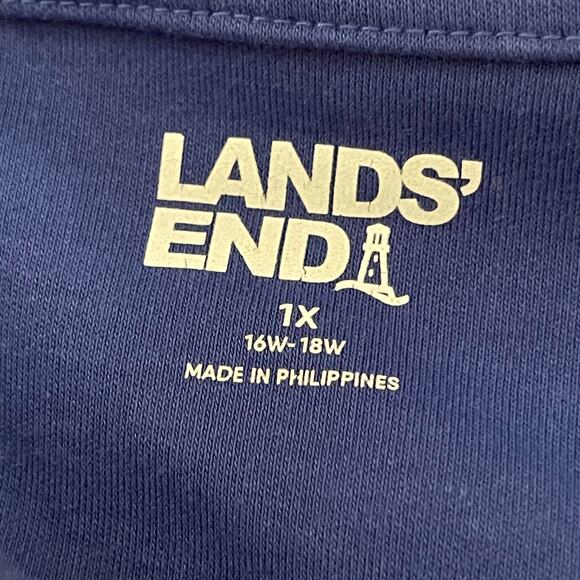 LANDS'
END
1X
16W-18W
MADE IN PHILIPPINES